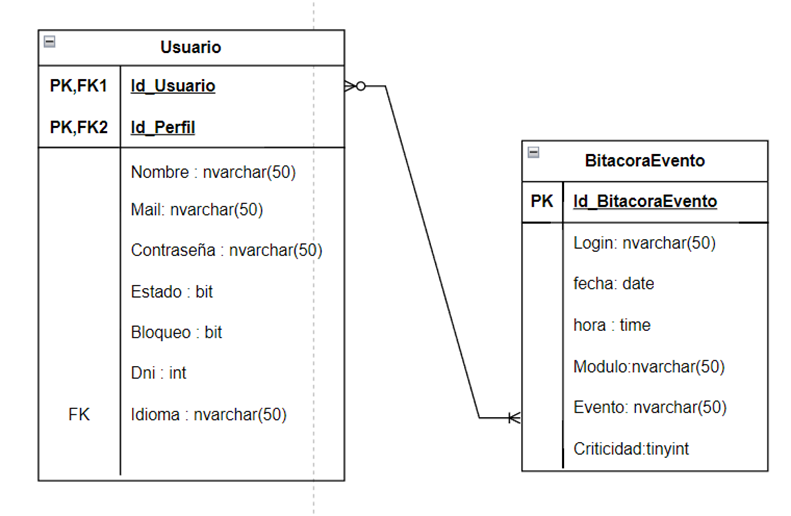 Usuario
PK,FK1 Id_Usuario
PK,FK2 Id_Perfil
Nombre : nvarchar(50)
Mail: nvarchar(50)
Contraseña : nvarchar(50)
Estado : bit
Bloqueo : bit
Dni : int
FK Idioma : nvarchar(50)
BitacoraEvento
PK Id_BitacoraEvento
Login: nvarchar(50)
fecha: date
hora : time
Modulo:nvarchar(50)
Evento: nvarchar(50)
Criticidad:tinyint